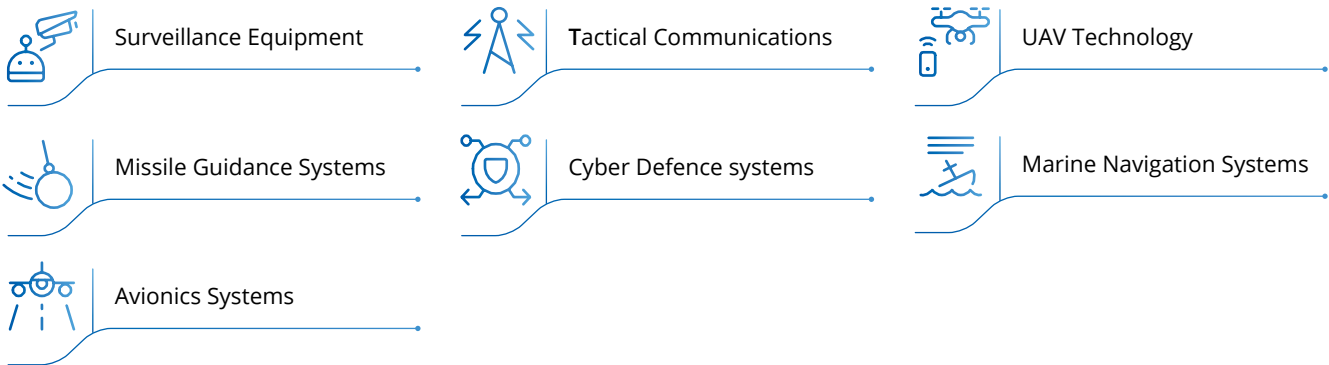 Surveillance Equipment
Tactical Communications
UAV Technology
Missile Guidance Systems
Cyber Defence systems
Marine Navigation Systems
Avionics Systems